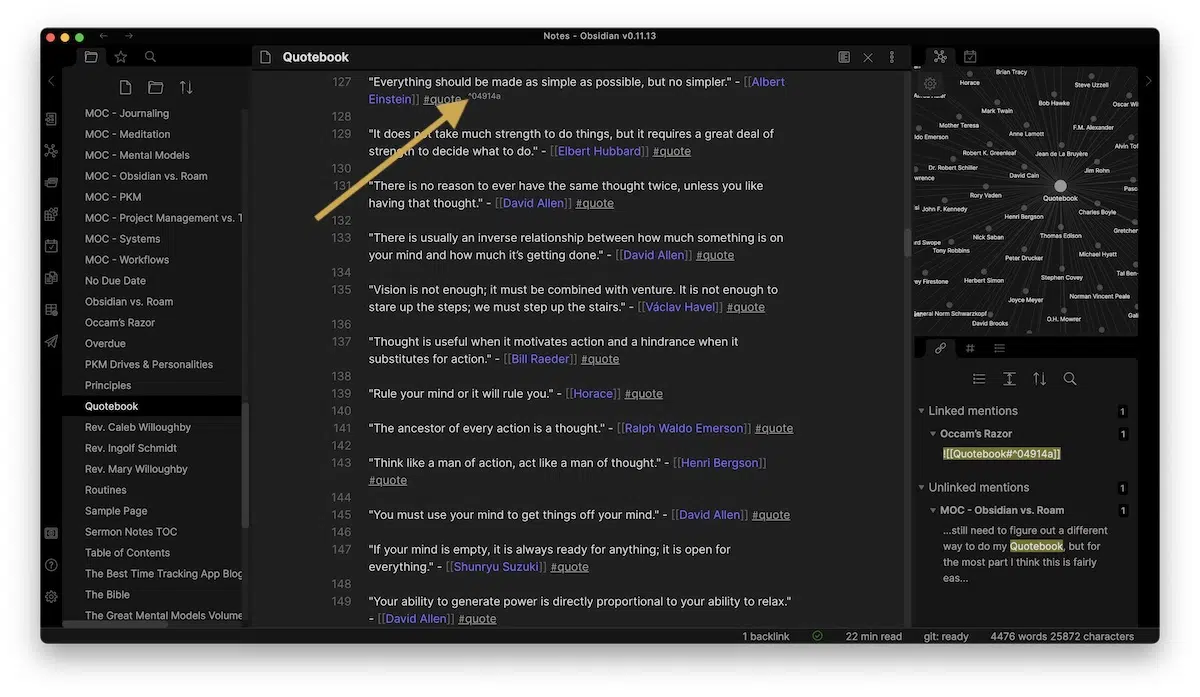 Notes - Obsidian v0.11.13
Quotebook
MOC - Journaling
MOC - Meditation
MOC - Mental Models
MOC - Obsidian vs. Roam
MOC - PKM
MOC - Project Management vs. T
MOC - Systems
MOC - Workflows
No Due Date
Obsidian vs. Roam
Occam's Razor
Overdue
PKM Drives & Personalities
Principles
Quotebook
Rev. Caleb Willoughby
Rev. Ingolf Schmidt
Rev. Mary Willoughby
Routines
Sample Page
Sermon Notes TOC
Table of Contents
The Best Time Tracking App Blog
The Bible
The Great Mental Models Volume
127 "Everything should be made as simple as possible, but no simpler." - [[Albert
Einstein]] #quote ^04914a
128
129 "It does not take much strength to do things, but it requires a great deal of
strength to decide what to do." - [[Elbert Hubbard]] #quote
130
131 "There is no reason to ever have the same thought twice, unless you like
having that thought." - [[David Allen]] #quote
132
133 "There is usually an inverse relationship between how much something is on
your mind and how much it's getting done." - [[David Allen]] #quote
134
135 "Vision is not enough; it must be combined with venture. It is not enough to
stare up the steps; we must step up the stairs." - [[Václav Havel]] #quote
136
137 "Thought is useful when it motivates action and a hindrance when it
substitutes for action." - [[Bill Raeder]] #quote
138
139 "Rule your mind or it will rule you." - [[Horace]] #quote
140
141 "The ancestor of every action is a thought." - [[Ralph Waldo Emerson]] #quote
142
143 "Think like a man of action, act like a man of thought." - [[Henri Bergson]]
#quote
144
145 "You must use your mind to get things off your mind." - [[David Allen]] #quote
146
147 "If your mind is empty, it is always ready for anything; it is open for
everything." - [[Shunryu Suzuki]] #quote
148
149 "Your ability to generate power is directly proportional to your ability to relax."
- [[David Allen]] #quote
Brian Tracy
Horace
Steve Uzzell
Bob Hawke
Oscar Wi
Mark Twain
Mother Teresa
F.M. Alexander
ldo Emerson
Anne Lamott
Alvin Tof
Robert K. Greenleaf
Jean de La Bruyère
Dr. Robert Schiller
Jim Rohn
wrence
David Cain
Pasc
Rory Vaden
Quotebook
John F. Kennedy
Henri Bergson
Charles Boyle
Gretcher
Nick Saban
Thomas Edison
rd Swope
Tony Robbins
Peter Drucker
Michael Hyatt
Tal Ben-
ey Firestone
Herbert Simon
Stephen Covey
Joyce Meyer
Norman Vincent Peale
eneral Norm Schwarzkopf
O.H. Mowrer
Gali
David Brooks
Linked mentions 1
Occam's Razor 1
![[Quotebook#^04914a]]
Unlinked mentions 1
MOC - Obsidian vs. Roam 1
...still need to figure out a different
way to do my Quotebook, but for
the most part I think this is fairly
eas...
1 backlink 22 min read git: ready 4476 words 25872 characters